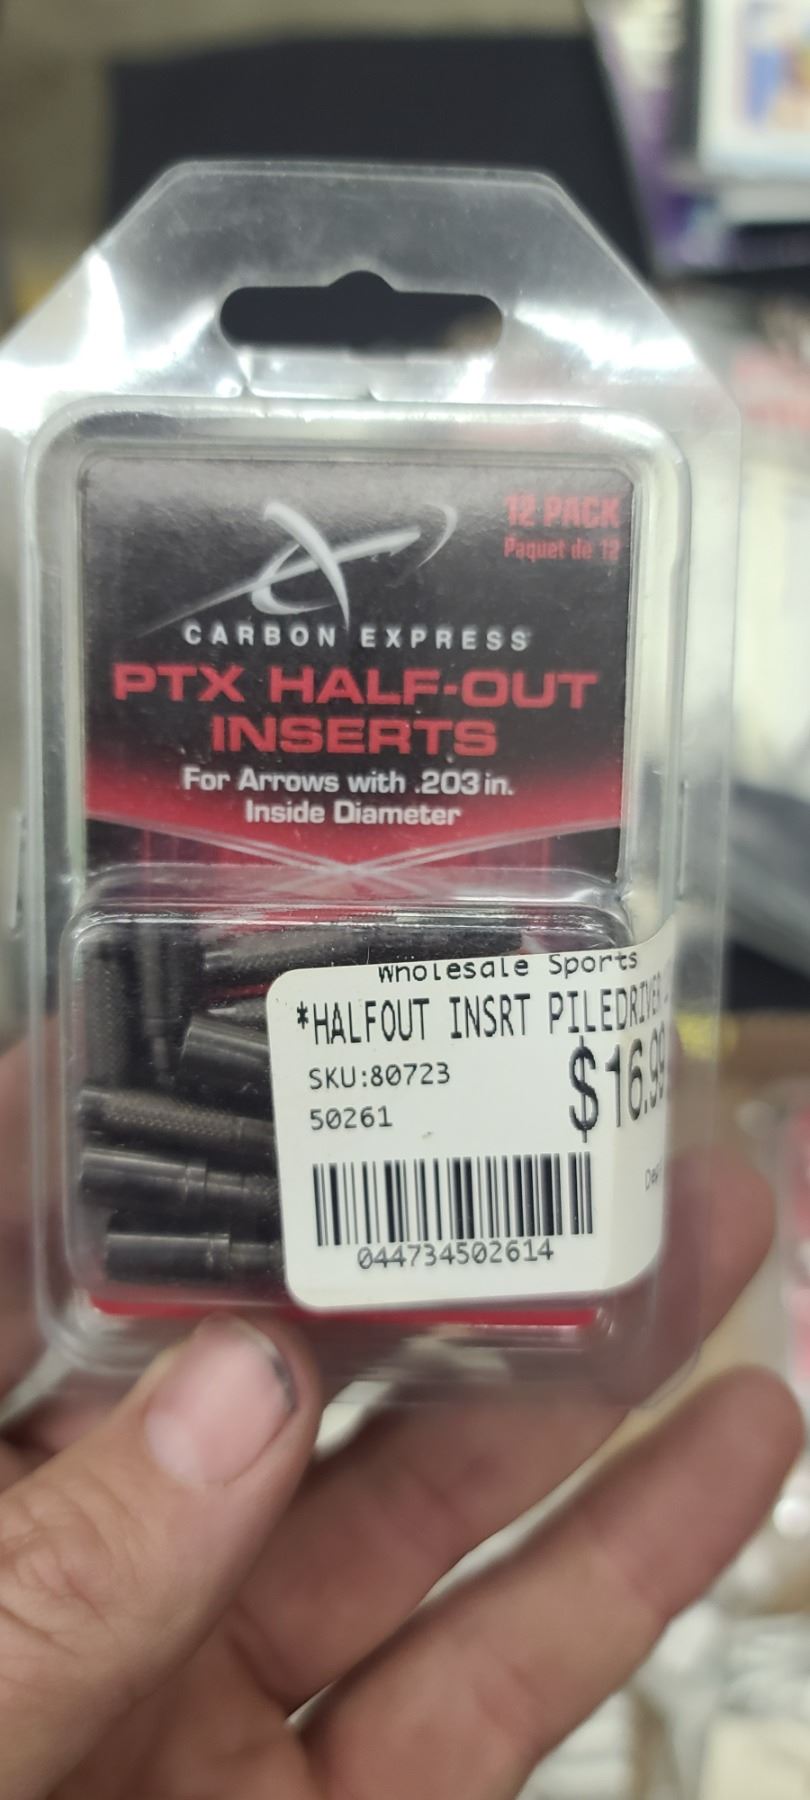 12 PACK
Paquet de 12
CARBON EXPRESS
PTX HALF-OUT
INSERTS
For Arrows with .203 in.
Inside Diameter
Wholesale Sports
*HALFOUT INSRT PILEDRIVER
SKU:80723
50261
$16.99
044734502614